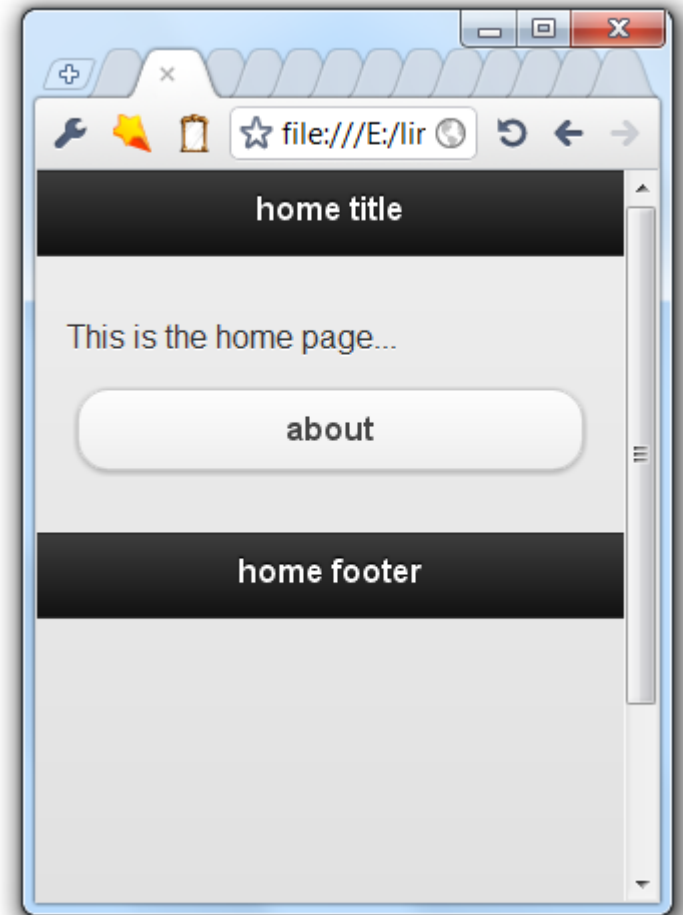 file:///E:/lir
home title
This is the home page...
about
home footer